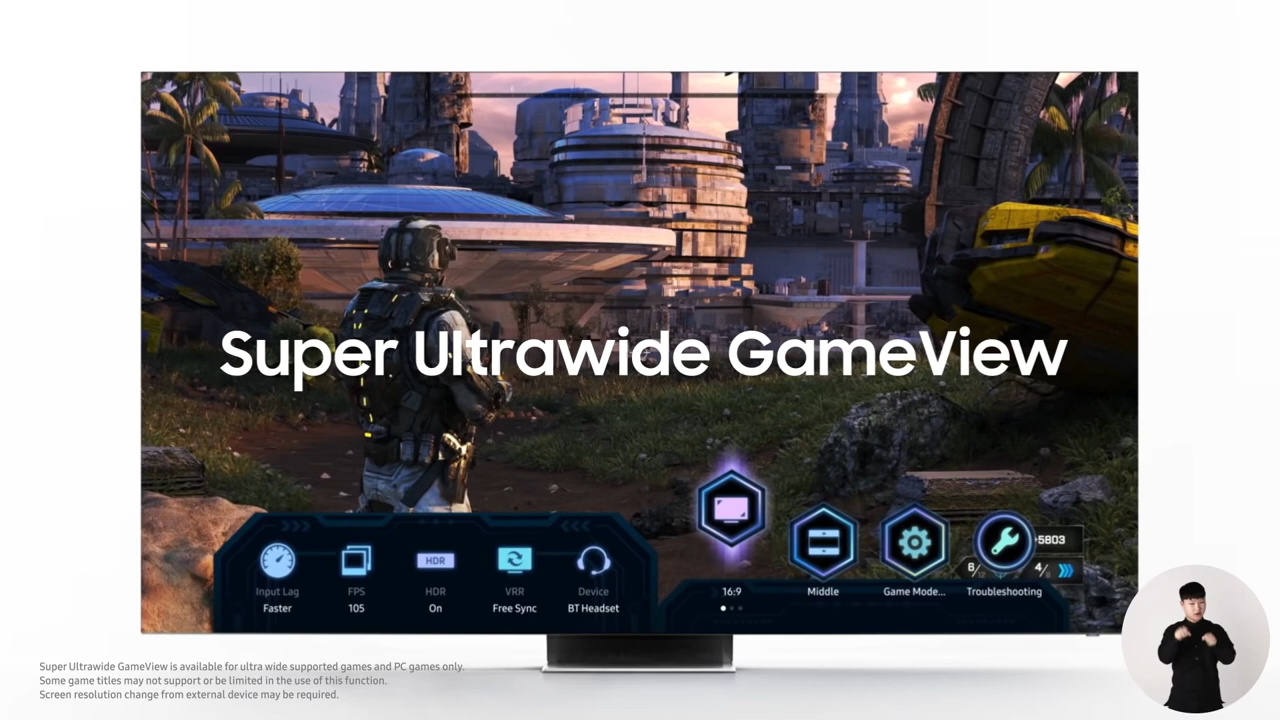 Super Ultrawide GameView
Input Lag
Faster
FPS
105
HDR
HDR
On
VRR
Free Sync
Device
BT Headset
16:9
Middle
Game Mode...
Troubleshooting
5803
6/12
4/
Super Ultrawide GameView is available for ultra wide supported games and PC games only.
Some game titles may not support or be limited in the use of this function.
Screen resolution change from external device may be required.